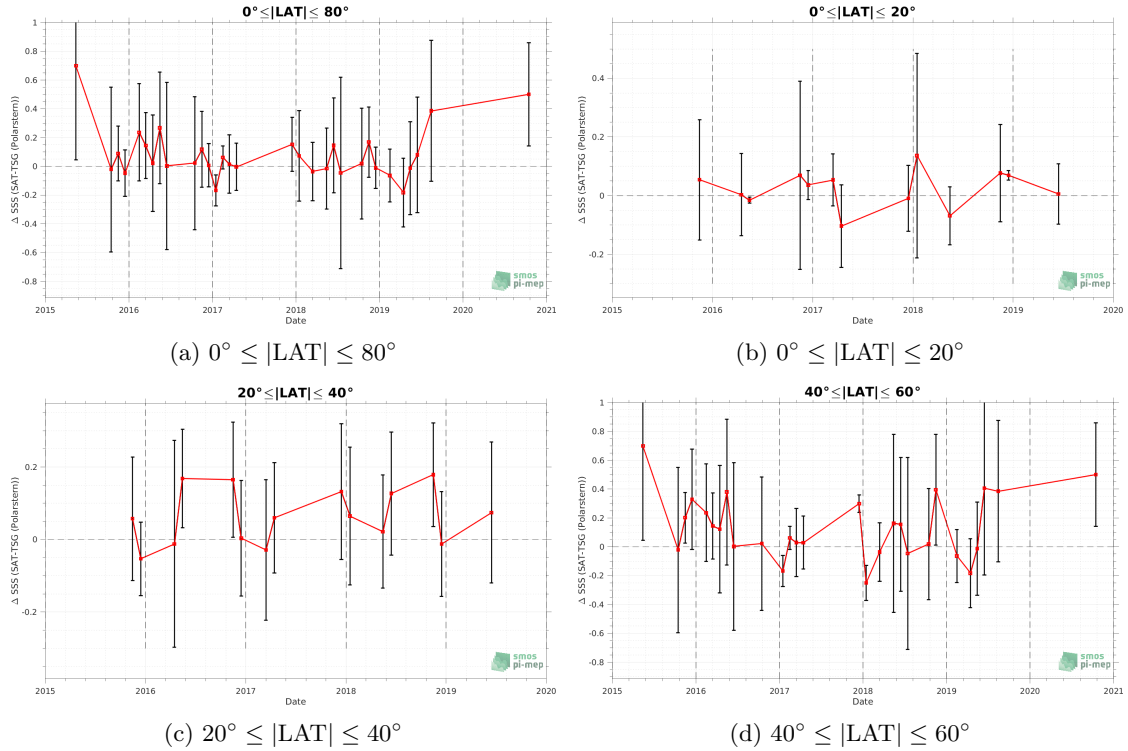 0°≤|LAT|≤ 80°
Δ SSS (SAT-TSG (Polarstern))
1
0.8
0.6
0.4
0.2
0
-0.2
-0.4
-0.6
-0.8
2015 2016 2017 2018 2019 2020 2021
Date
smos
pi-mep
(a) 0° ≤ |LAT| ≤ 80°
0°≤|LAT|≤ 20°
Δ SSS (SAT-TSG (Polarstern))
0.4
0.2
0
-0.2
2015 2016 2017 2018 2019 2020
Date
smos
pi-mep
(b) 0° ≤ |LAT| ≤ 20°
20°≤|LAT|≤ 40°
Δ SSS (SAT-TSG (Polarstern))
0.2
0
-0.2
2015 2016 2017 2018 2019 2020
Date
smos
pi-mep
(c) 20° ≤ |LAT| ≤ 40°
40°≤|LAT|≤ 60°
Δ SSS (SAT-TSG (Polarstern))
1
0.8
0.6
0.4
0.2
0
-0.2
-0.4
-0.6
-0.8
2015 2016 2017 2018 2019 2020 2021
Date
smos
pi-mep
(d) 40° ≤ |LAT| ≤ 60°